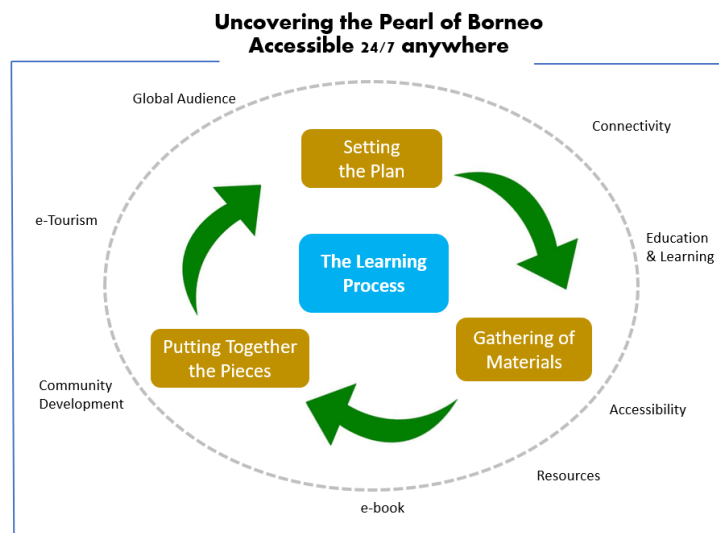 Uncovering the Pearl of Borneo
Accessible 24/7 anywhere
Global Audience
Connectivity
Setting
the Plan
e-Tourism
Education
& Learning
The Learning
Process
Putting Together
the Pieces
Gathering of
Materials
Community
Development
Accessibility
Resources
e-book